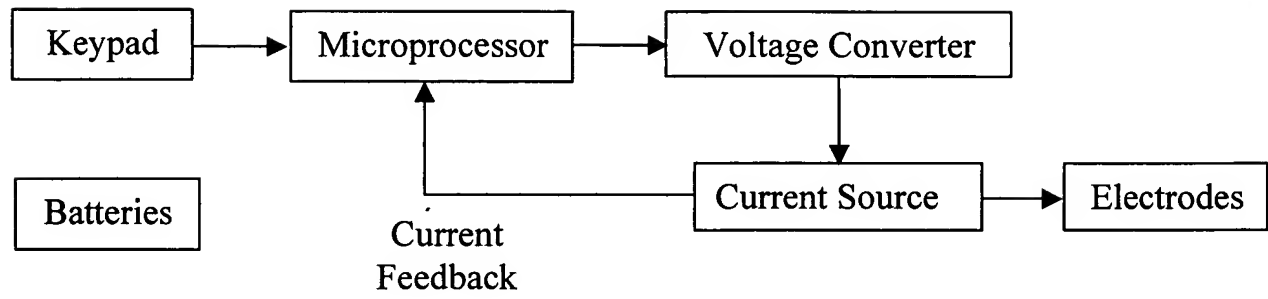 Keypad
Microprocessor
Voltage Converter
Batteries
Current Source
Electrodes
Current
Feedback